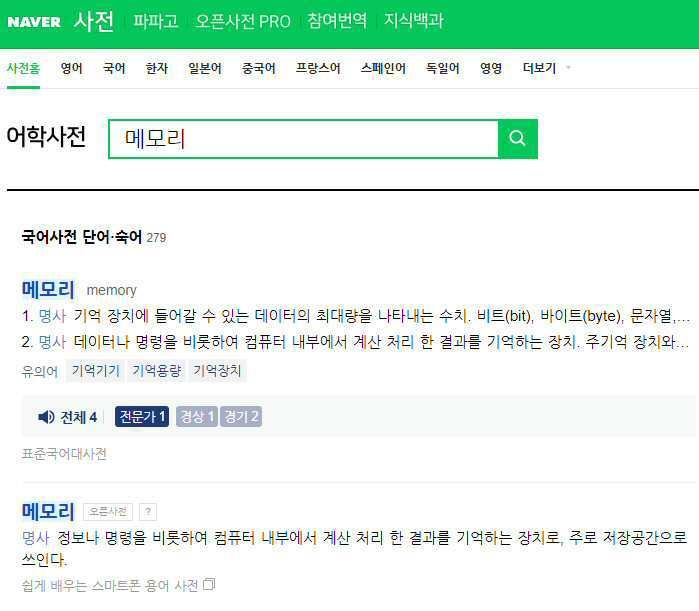 NAVER 사전 파파고 오픈사전 PRO 참여번역 지식백과
사전홈 영어 국어 한자 일본어 중국어 프랑스어 스페인어 독일어 영영 더보기
어학사전 메모리
국어사전 단어·숙어 279
메모리 memory
1. 명사 기억 장치에 들어갈 수 있는 데이터의 최대량을 나타내는 수치. 비트(bit), 바이트(byte), 문자열,...
2. 명사 데이터나 명령을 비롯하여 컴퓨터 내부에서 계산 처리 한 결과를 기억하는 장치. 주기억 장치와...
유의어 기억기기 기억용량 기억장치
전체 4 전문가 1 경상 1 경기 2
표준국어대사전
메모리 오픈사전 ?
명사 정보나 명령을 비롯하여 컴퓨터 내부에서 계산 처리 한 결과를 기억하는 장치로, 주로 저장공간으로
쓰인다.
쉽게 배우는 스마트폰 용어 사전